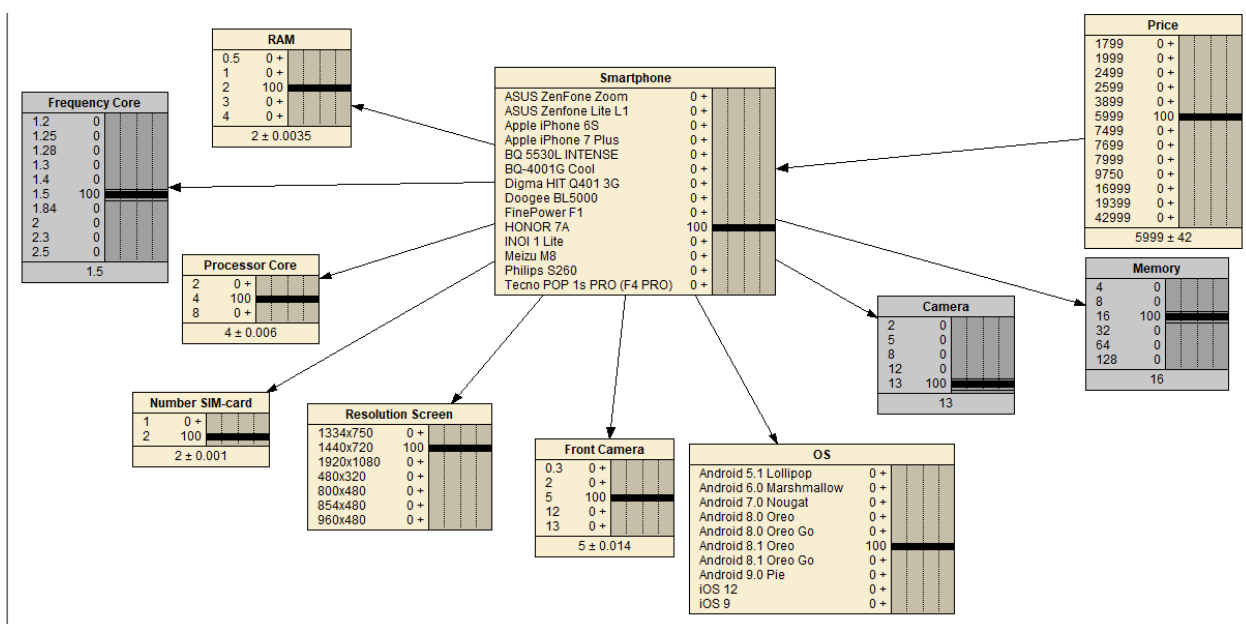 RAM
0.5 0 +
1 0 +
2 100
3 0 +
4 0 +
2 ± 0.0035
Frequency Core
1.2 0
1.25 0
1.28 0
1.3 0
1.4 0
1.5 100
1.84 0
2 0
2.3 0
2.5 0
1.5
Processor Core
2 0 +
4 100
8 0 +
4 ± 0.006
Number SIM-card
1 0 +
2 100
2 ± 0.001
Smartphone
ASUS ZenFone Zoom 0 +
ASUS Zenfone Lite L1 0 +
Apple iPhone 6S 0 +
Apple iPhone 7 Plus 0 +
BQ 5530L INTENSE 0 +
BQ-4001G Cool 0 +
Digma HIT Q401 3G 0 +
Doogee BL5000 0 +
FinePower F1 0 +
HONOR 7A 100
INOI 1 Lite 0 +
Meizu M8 0 +
Philips S260 0 +
Tecno POP 1s PRO (F4 PRO) 0 +
Price
1799 0 +
1999 0 +
2499 0 +
2599 0 +
3899 0 +
5999 100
7499 0 +
7699 0 +
7999 0 +
9750 0 +
16999 0 +
19399 0 +
42999 0 +
5999 ± 42
Memory
4 0
8 0
16 100
32 0
64 0
128 0
16
Camera
2 0
5 0
8 0
12 0
13 100
13
Resolution Screen
1334x750 0 +
1440x720 100
1920x1080 0 +
480x320 0 +
800x480 0 +
854x480 0 +
960x480 0 +
Front Camera
0.3 0 +
2 0 +
5 100
12 0 +
13 0 +
5 ± 0.014
OS
Android 5.1 Lollipop 0 +
Android 6.0 Marshmallow 0 +
Android 7.0 Nougat 0 +
Android 8.0 Oreo 0 +
Android 8.0 Oreo Go 0 +
Android 8.1 Oreo 100
Android 8.1 Oreo Go 0 +
Android 9.0 Pie 0 +
iOS 12 0 +
iOS 9 0 +